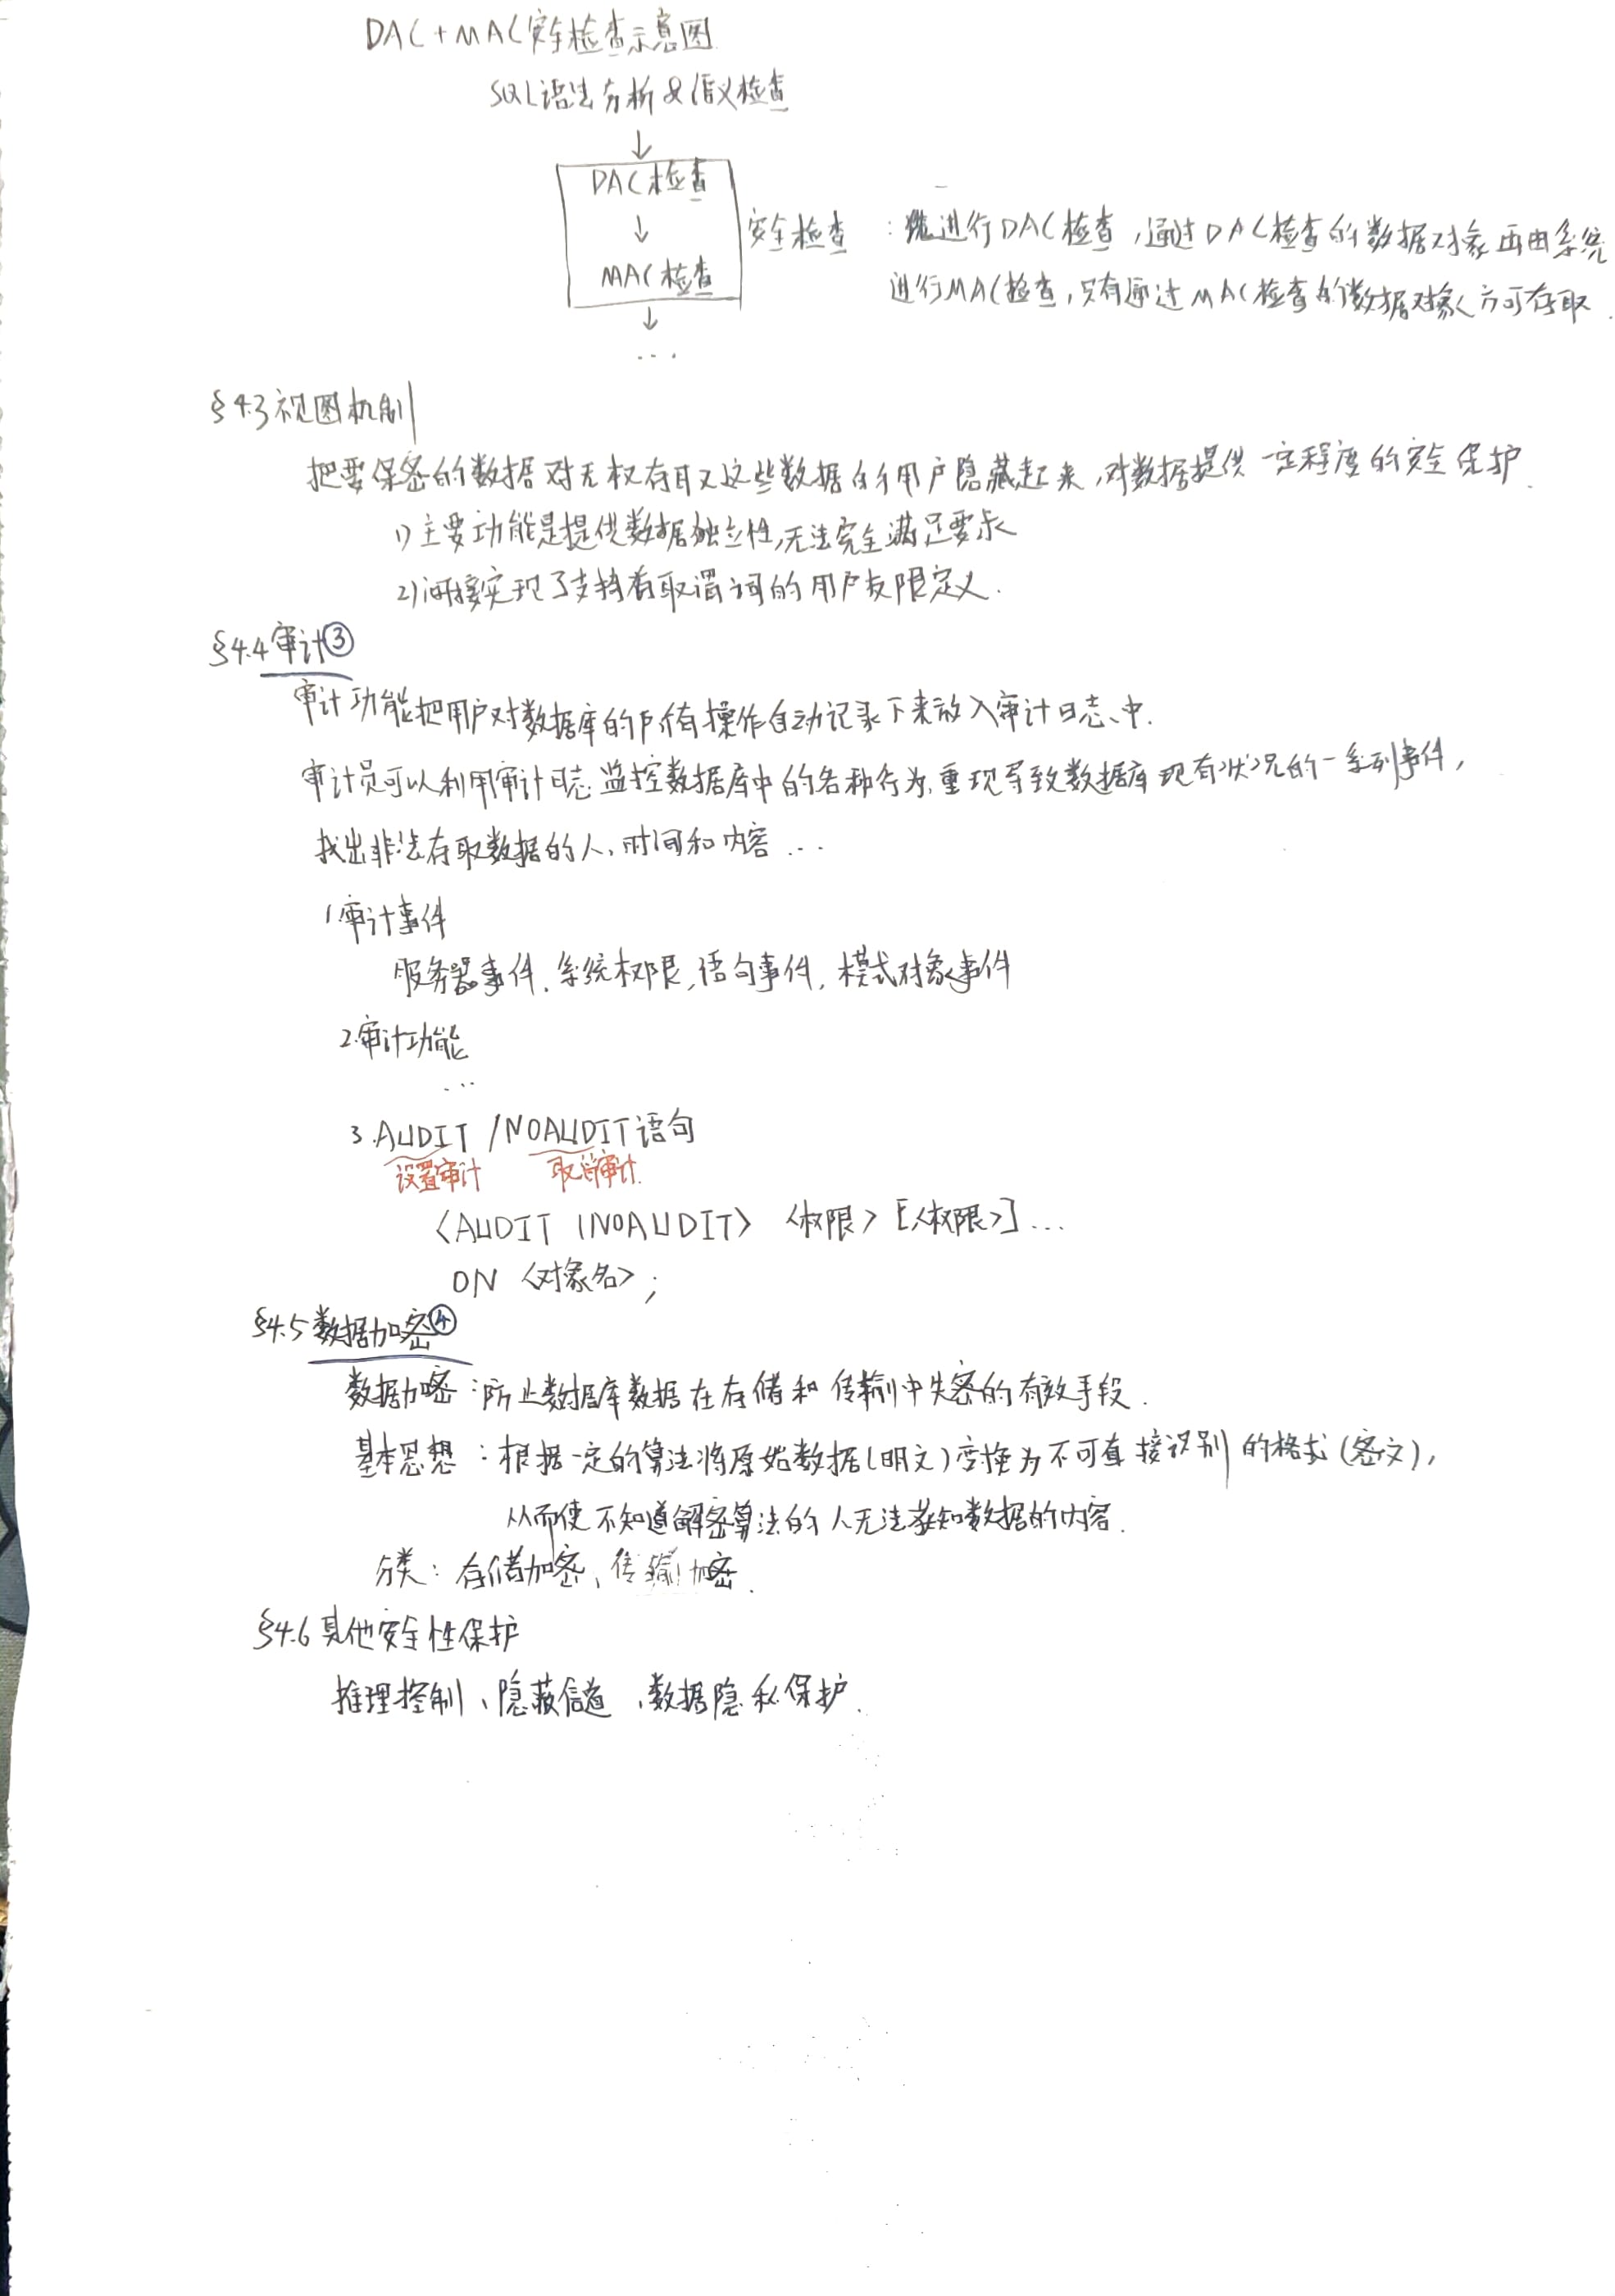 DAC+MAC安全检查示意图
SQL语法分析&语义检查
↓
DAC检查
↓
MAC检查
↓
...
安全检查：先进行DAC检查,通过DAC检查的数据对象再由系统
进行MAC检查,只有通过MAC检查的数据对象方可存取.
§4.3视图机制
把要保密的数据对无权存取这些数据的用户隐藏起来,对数据提供一定程度的安全保护.
1)主要功能是提供数据独立性,无法完全满足要求
2)间接实现了支持存取谓词的用户权限定义.
§4.4审计③
审计功能把用户对数据库的所有操作自动记录下来放入审计日志中.
审计员可以利用审计日志监控数据库中的各种行为,重现导致数据库现有状况的一系列事件,
找出非法存取数据的人、时间和内容...
1.审计事件
服务器事件、系统权限,语句事件,模式对象事件
2.审计功能
...
3.AUDIT/NOAUDIT语句
设置审计 取消审计.
<AUDIT|NOAUDIT> <权限> [<权限>]...
ON <对象名>;
§4.5数据加密④
数据加密:防止数据库数据在存储和传输中失密的有效手段.
基本思想:根据一定的算法将原始数据(明文)变换为不可直接识别的格式(密文),
从而使不知道解密算法的人无法获知数据的内容.
分类:存储加密、传输加密.
§4.6其他安全性保护
推理控制、隐蔽信道、数据隐私保护.